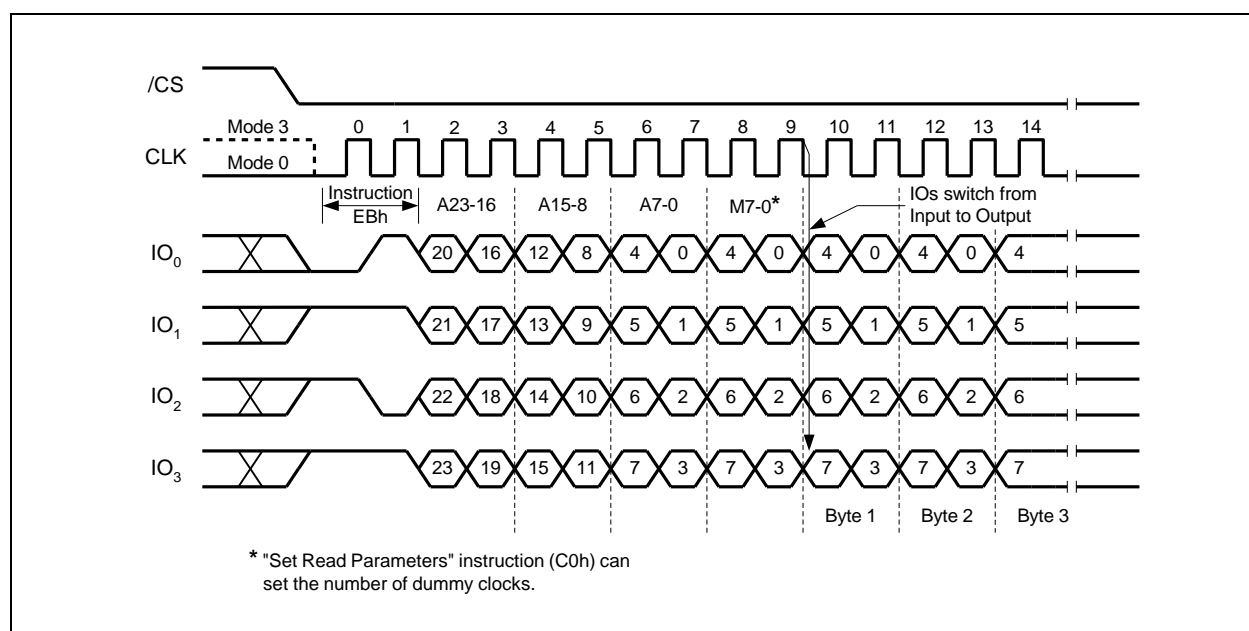 /CS
Mode 3 0 1 2 3 4 5 6 7 8 9 10 11 12 13 14
CLK
Mode 0
Instruction
EBh
A23-16 A15-8 A7-0 M7-0*
IOs switch from
Input to Output
IO0 20 16 12 8 4 0 4 0 4 0 4 0 4
IO1 21 17 13 9 5 1 5 1 5 1 5 1 5
IO2 22 18 14 10 6 2 6 2 6 2 6 2 6
IO3 23 19 15 11 7 3 7 3 7 3 7 3 7
Byte 1 Byte 2 Byte 3
* "Set Read Parameters" instruction (C0h) can
set the number of dummy clocks.